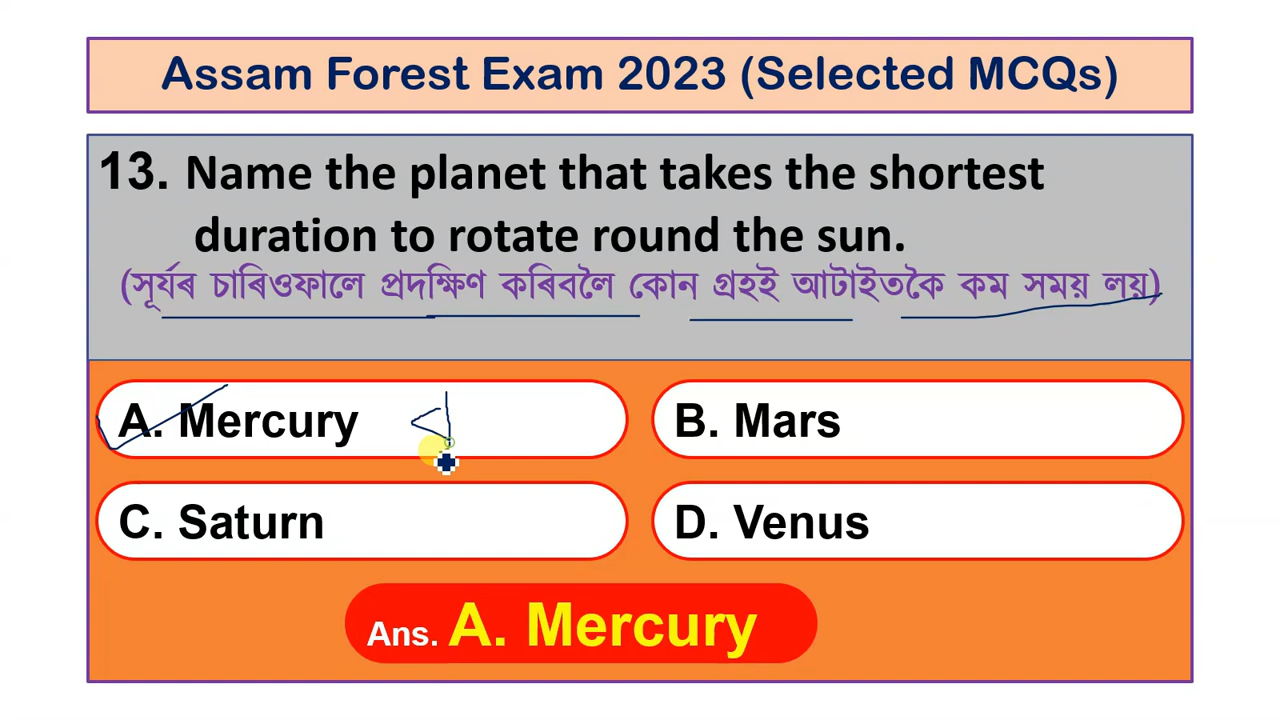 Assam Forest Exam 2023 (Selected MCQs)
13. Name the planet that takes the shortest
duration to rotate round the sun.
(সূৰ্যৰ চাৰিওফালে প্ৰদক্ষিণ কৰিবলৈ কোন গ্ৰহই আটাইতকৈ কম সময় লয়)
A. Mercury
B. Mars
C. Saturn
D. Venus
Ans. A. Mercury